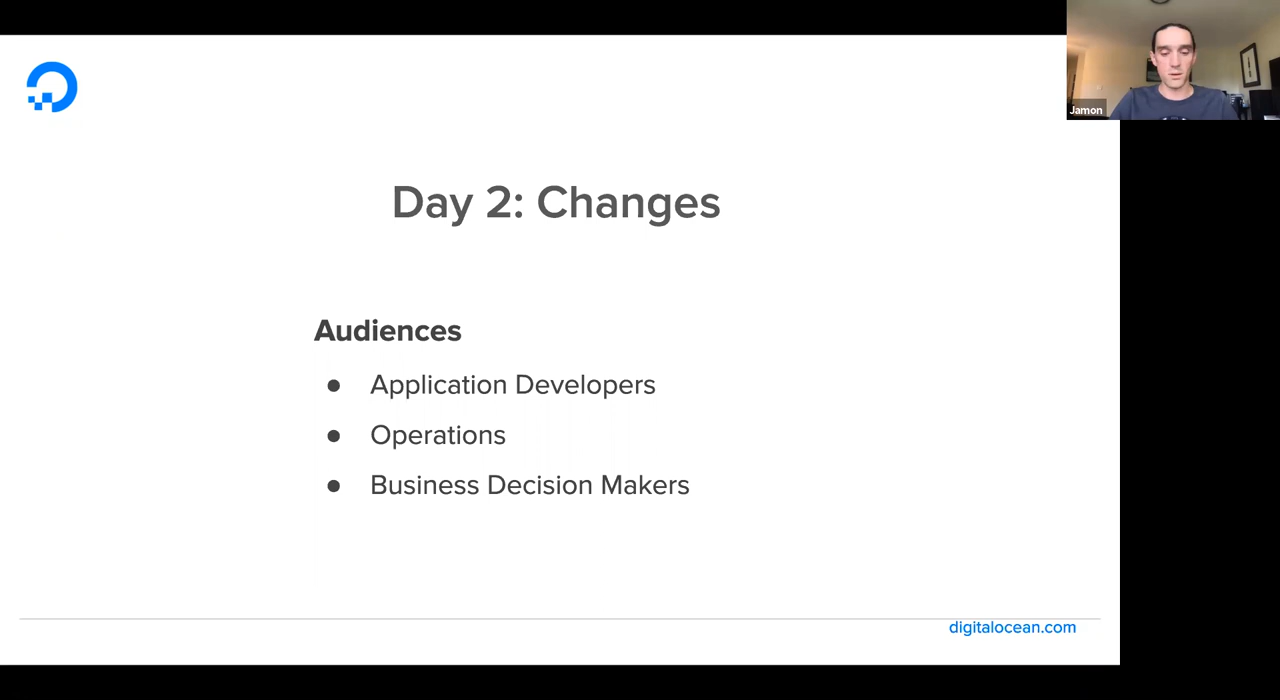 Jamon
Day 2: Changes
Audiences
● Application Developers
● Operations
● Business Decision Makers
digitalocean.com